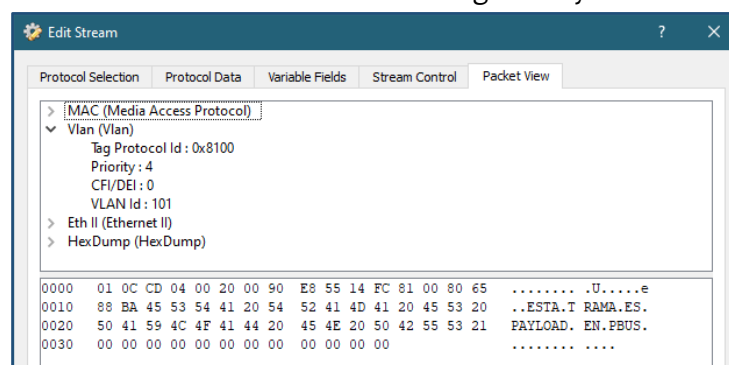 Edit Stream ? ×
Protocol Selection Protocol Data Variable Fields Stream Control Packet View
> MAC (Media Access Protocol)
Vlan (Vlan)
Tag Protocol Id : 0x8100
Priority : 4
CFI/DEI : 0
VLAN Id : 101
> Eth II (Ethernet II)
> HexDump (HexDump)
0000 01 0C CD 04 00 20 00 90 E8 55 14 FC 81 00 80 65 ........ .U.....e
0010 88 BA 45 53 54 41 20 54 52 41 4D 41 20 45 53 20 ..ESTA.T RAMA.ES.
0020 50 41 59 4C 4F 41 44 20 45 4E 20 50 42 55 53 21 PAYLOAD. EN.PBUS.
0030 00 00 00 00 00 00 00 00 00 00 00 00 ........ ....